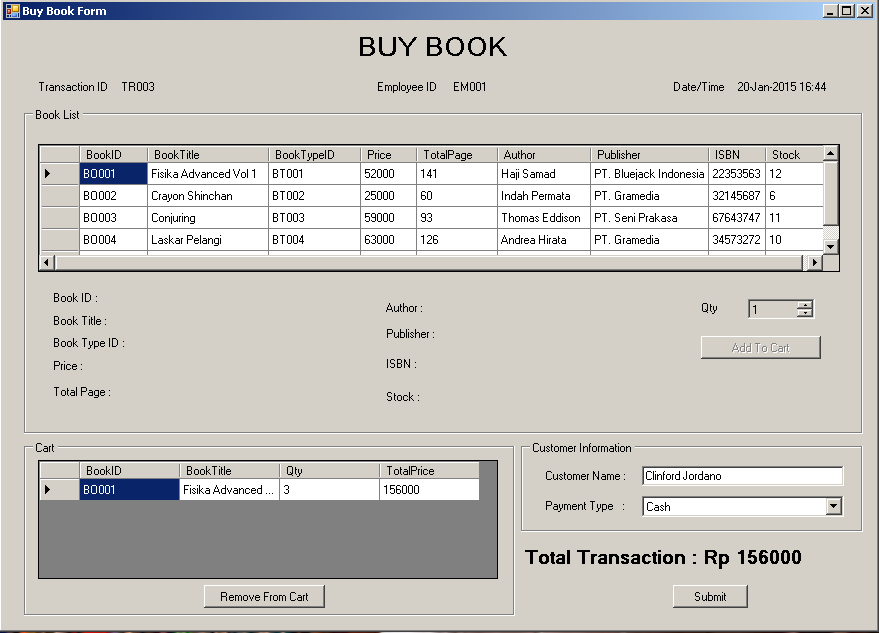 Buy Book Form
BUY BOOK
Transaction ID TR003 Employee ID EM001 Date/Time 20-Jan-2015 16:44
Book List
BookID BookTitle BookTypeID Price TotalPage Author Publisher ISBN Stock
BO001 Fisika Advanced Vol 1 BT001 52000 141 Haji Samad PT. Bluejack Indonesia 22353563 12
BO002 Crayon Shinchan BT002 25000 60 Indah Permata PT. Gramedia 32145687 6
BO003 Conjuring BT003 59000 93 Thomas Eddison PT. Seni Prakasa 67643747 11
BO004 Laskar Pelangi BT004 63000 126 Andrea Hirata PT. Gramedia 34573272 10
Book ID :
Book Title :
Book Type ID :
Price :
Total Page :
Author :
Publisher :
ISBN :
Stock :
Qty 1
Add To Cart
Cart
BookID BookTitle Qty TotalPrice
BO001 Fisika Advanced ... 3 156000
Remove From Cart
Customer Information
Customer Name : Clinford Jordano
Payment Type : Cash
Total Transaction : Rp 156000
Submit